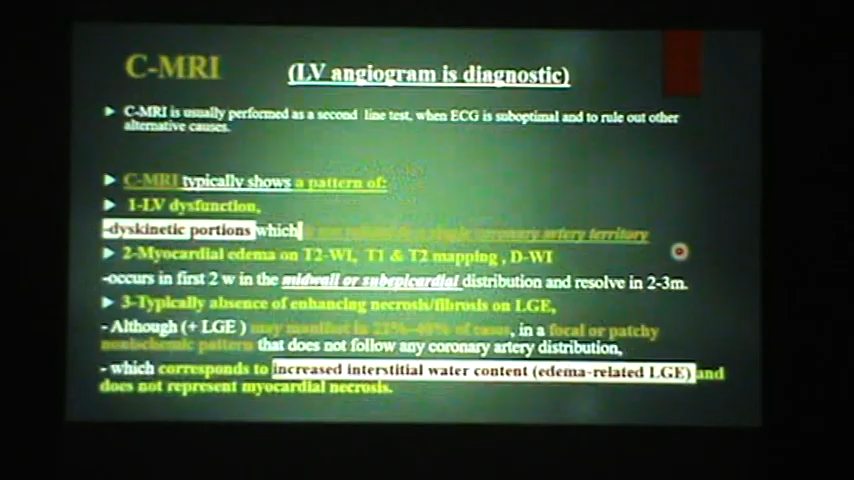 C-MRI (LV angiogram is diagnostic)
C-MRI is usually performed as a second line test, when ECG is suboptimal and to rule out other
alternative causes.
C-MRI typically shows a pattern of:
1-LV dysfunction,
-dyskinetic portions which single coronary artery territory
2-Myocardial edema on T2-WI, T1 & T2 mapping , D-WI
-occurs in first 2 w in the midwall or subepicardial distribution and resolve in 2-3m.
3-Typically absence of enhancing necrosis/fibrosis on LGE,
- Although (+ LGE ) may manifest in of cases, in a focal or patchy
nonischemic pattern that does not follow any coronary artery distribution,
- which corresponds to increased interstitial water content (edema-related LGE) and
does not represent myocardial necrosis.